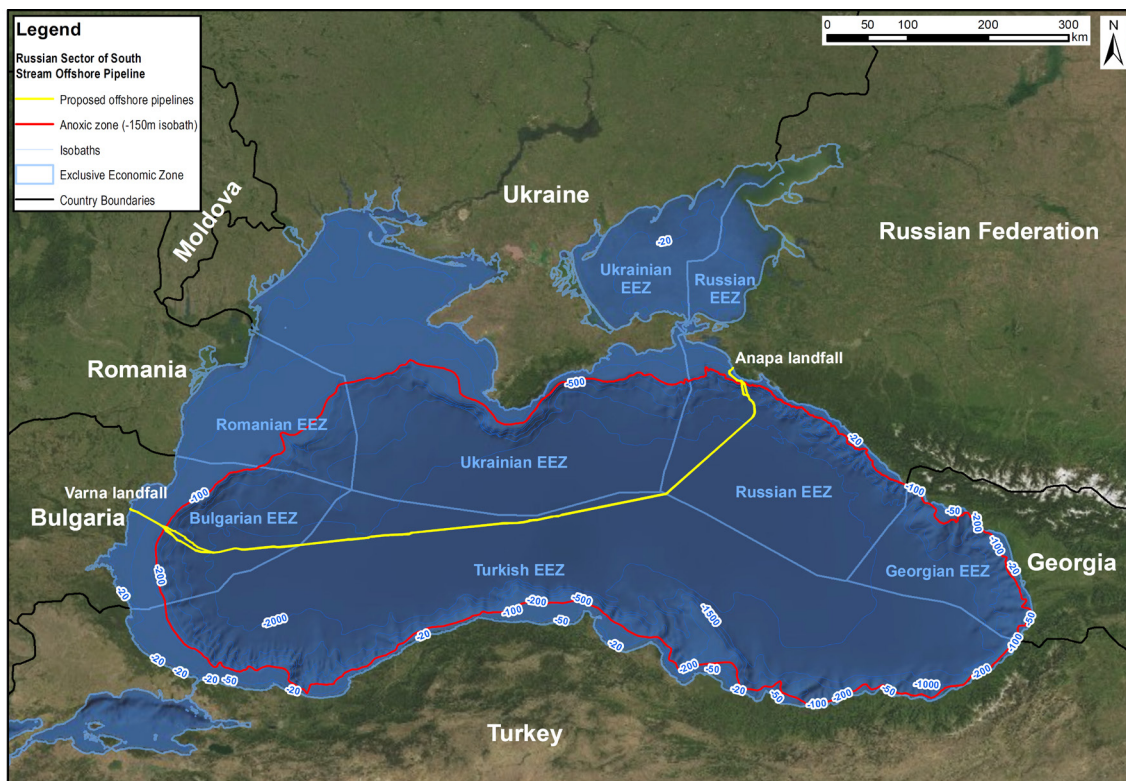 Legend
Russian Sector of South
Stream Offshore Pipeline
Proposed offshore pipelines
Anoxic zone (-150m isobath)
Isobaths
Exclusive Economic Zone
Country Boundaries
0 50 100 200 300
km
N
Moldova
Ukraine
Russian Federation
-20
Ukrainian
EEZ
Russian
EEZ
Romania
Anapa landfall
-500
Romanian EEZ
-20
Ukrainian EEZ
-100
Russian EEZ
-100
Varna landfall
Bulgaria
Bulgarian EEZ
-50
-200
-100
-20
Georgia
Turkish EEZ
Georgian EEZ
-200
-20
-2000
-100
-200
-500
-50
-1500
-50
-20
-20
-100
-20
-20
-20
-50
-20
-200
-50
-20
-50
-100
-200
-50
-1000
-200
Turkey